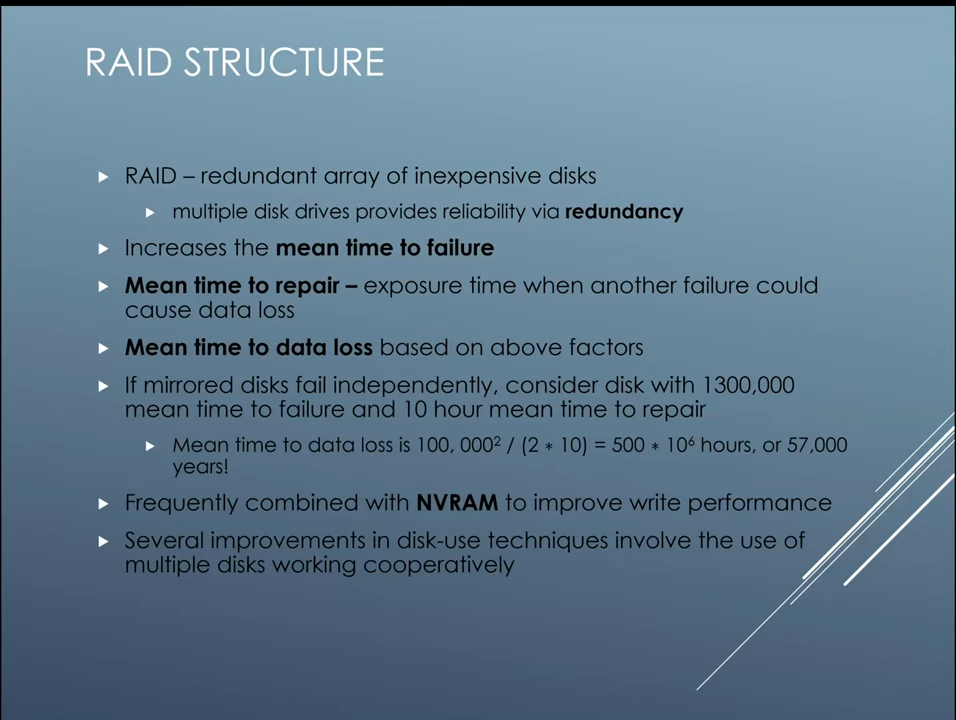 RAID STRUCTURE
RAID – redundant array of inexpensive disks
multiple disk drives provides reliability via redundancy
Increases the mean time to failure
Mean time to repair – exposure time when another failure could
cause data loss
Mean time to data loss based on above factors
If mirrored disks fail independently, consider disk with 1300,000
mean time to failure and 10 hour mean time to repair
Mean time to data loss is 100, 000² / (2 ∗ 10) = 500 ∗ 10⁶ hours, or 57,000
years!
Frequently combined with NVRAM to improve write performance
Several improvements in disk-use techniques involve the use of
multiple disks working cooperatively